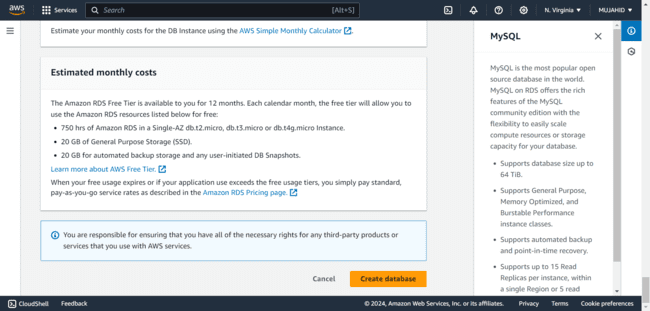 aws
Services
Search
[Alt+S]
N. Virginia
MUJAHID
Estimate your monthly costs for the DB Instance using the AWS Simple Monthly Calculator.
Estimated monthly costs
The Amazon RDS Free Tier is available to you for 12 months. Each calendar month, the free tier will allow you to
use the Amazon RDS resources listed below for free:
• 750 hrs of Amazon RDS in a Single-AZ db.t2.micro, db.t3.micro or db.t4g.micro Instance.
• 20 GB of General Purpose Storage (SSD).
• 20 GB for automated backup storage and any user-initiated DB Snapshots.
Learn more about AWS Free Tier.
When your free usage expires or if your application use exceeds the free usage tiers, you simply pay standard,
pay-as-you-go service rates as described in the Amazon RDS Pricing page.
You are responsible for ensuring that you have all of the necessary rights for any third-party products or
services that you use with AWS services.
Cancel
Create database
MySQL
MySQL is the most popular open
source database in the world.
MySQL on RDS offers the rich
features of the MySQL
community edition with the
flexibility to easily scale
compute resources or storage
capacity for your database.
• Supports database size up to
64 TiB.
• Supports General Purpose,
Memory Optimized, and
Burstable Performance
instance classes.
• Supports automated backup
and point-in-time recovery.
• Supports up to 15 Read
Replicas per instance, within
a single Region or 5 read
CloudShell
Feedback
© 2024, Amazon Web Services, Inc. or its affiliates.
Privacy
Terms
Cookie preferences